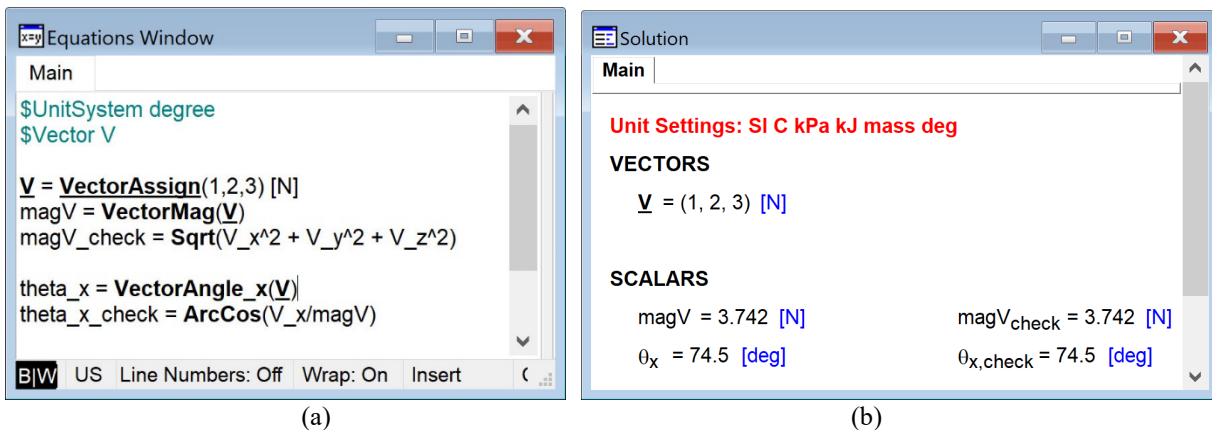 Equations Window
Main
$UnitSystem degree
$Vector V
V = VectorAssign(1,2,3) [N]
magV = VectorMag(V)
magV_check = Sqrt(V_x^2 + V_y^2 + V_z^2)
theta_x = VectorAngle_x(V)
theta_x_check = ArcCos(V_x/magV)
B|W US Line Numbers: Off Wrap: On Insert
(a)
Solution
Main
Unit Settings: SI C kPa kJ mass deg
VECTORS
V = (1, 2, 3) [N]
SCALARS
magV = 3.742 [N] magVcheck = 3.742 [N]
θx = 74.5 [deg] θx,check = 74.5 [deg]
(b)